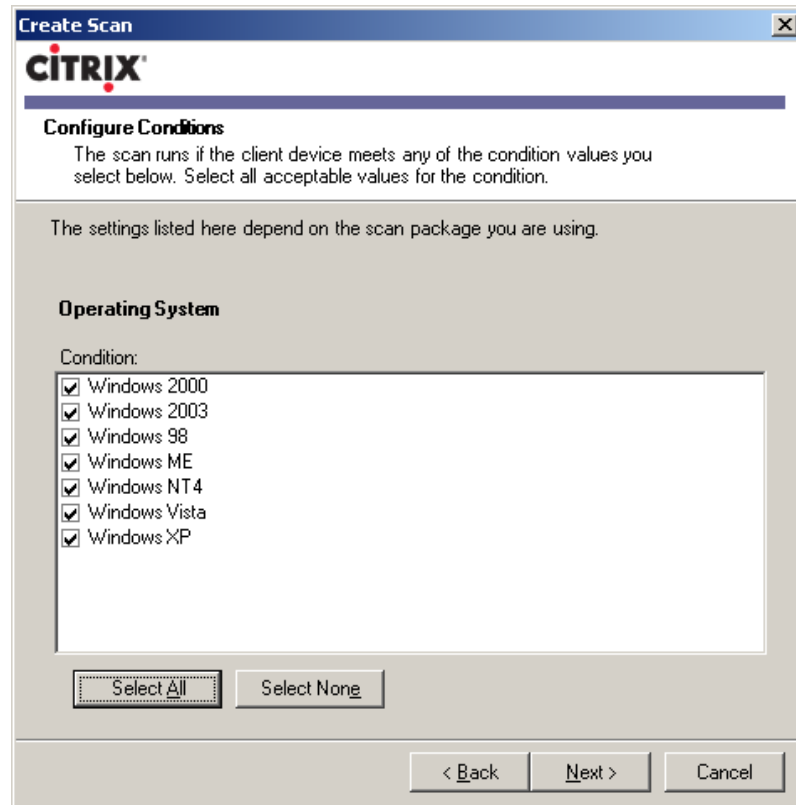 Create Scan
CİTRIX
Configure Conditions
The scan runs if the client device meets any of the condition values you
select below. Select all acceptable values for the condition.
The settings listed here depend on the scan package you are using.
Operating System
Condition:
Windows 2000
Windows 2003
Windows 98
Windows ME
Windows NT4
Windows Vista
Windows XP
Select All
Select None
< Back
Next >
Cancel